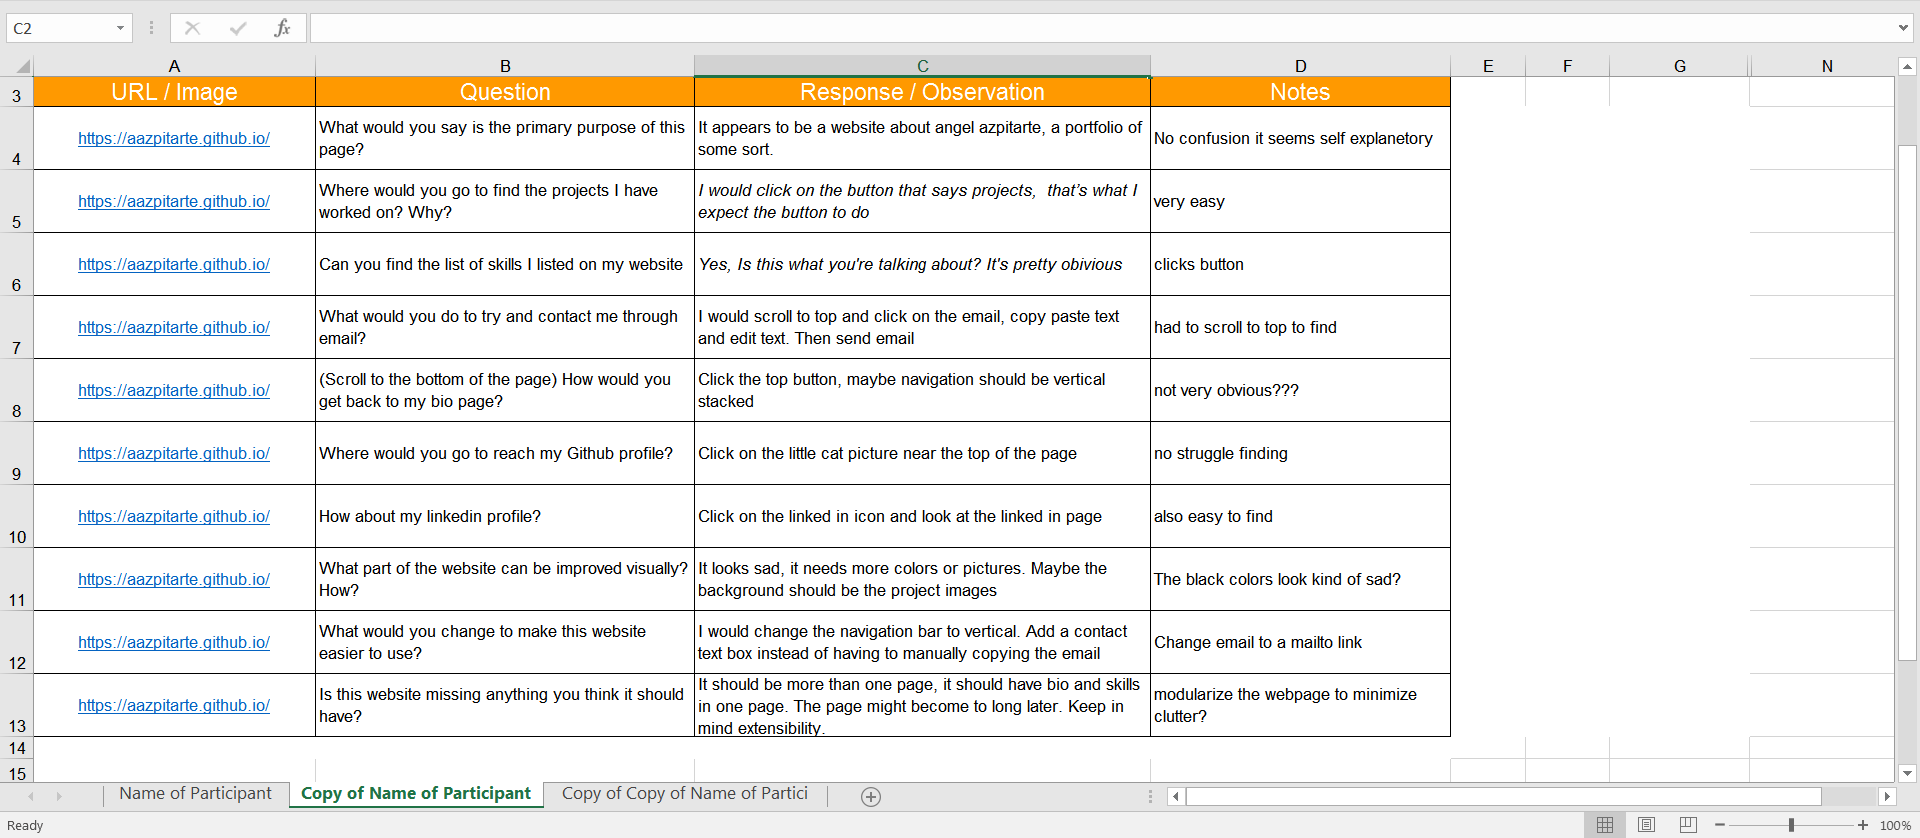 C2
fx
A B C D E F G N
3 URL / Image Question Response / Observation Notes
4 https://aazpitarte.github.io/ What would you say is the primary purpose of this
page?
It appears to be a website about angel azpitarte, a portfolio of
some sort.
No confusion it seems self explanetory
5 https://aazpitarte.github.io/ Where would you go to find the projects I have
worked on? Why?
I would click on the button that says projects,  that's what I
expect the button to do
very easy
6 https://aazpitarte.github.io/ Can you find the list of skills I listed on my website
Yes, Is this what you're talking about? It's pretty obivious
clicks button
7 https://aazpitarte.github.io/ What would you do to try and contact me through
email?
I would scroll to top and click on the email, copy paste text
and edit text. Then send email
had to scroll to top to find
8 https://aazpitarte.github.io/ (Scroll to the bottom of the page) How would you
get back to my bio page?
Click the top button, maybe navigation should be vertical
stacked
not very obvious???
9 https://aazpitarte.github.io/ Where would you go to reach my Github profile?
Click on the little cat picture near the top of the page
no struggle finding
10 https://aazpitarte.github.io/ How about my linkedin profile?
Click on the linked in icon and look at the linked in page
also easy to find
11 https://aazpitarte.github.io/ What part of the website can be improved visually?
How?
It looks sad, it needs more colors or pictures. Maybe the
background should be the project images
The black colors look kind of sad?
12 https://aazpitarte.github.io/ What would you change to make this website
easier to use?
I would change the navigation bar to vertical. Add a contact
text box instead of having to manually copying the email
Change email to a mailto link
13 https://aazpitarte.github.io/ Is this website missing anything you think it should
have?
It should be more than one page, it should have bio and skills
in one page. The page might become to long later. Keep in
mind extensibility.
modularize the webpage to minimize
clutter?
14
15
Name of Participant Copy of Name of Participant Copy of Copy of Name of Partici
Ready 100%